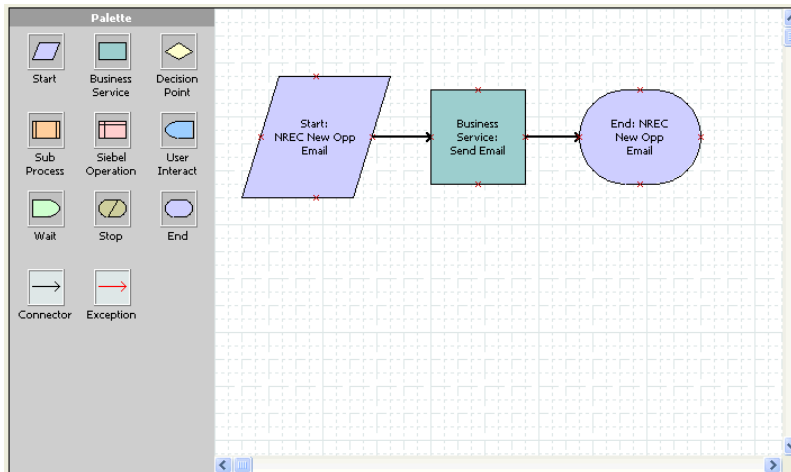 Palette
Start
Business
Service
Decision
Point
Sub
Process
Siebel
Operation
User
Interact
Wait
Stop
End
Connector
Exception
Start:
NREC New Opp
Email
Business
Service:
Send Email
End: NREC
New Opp
Email